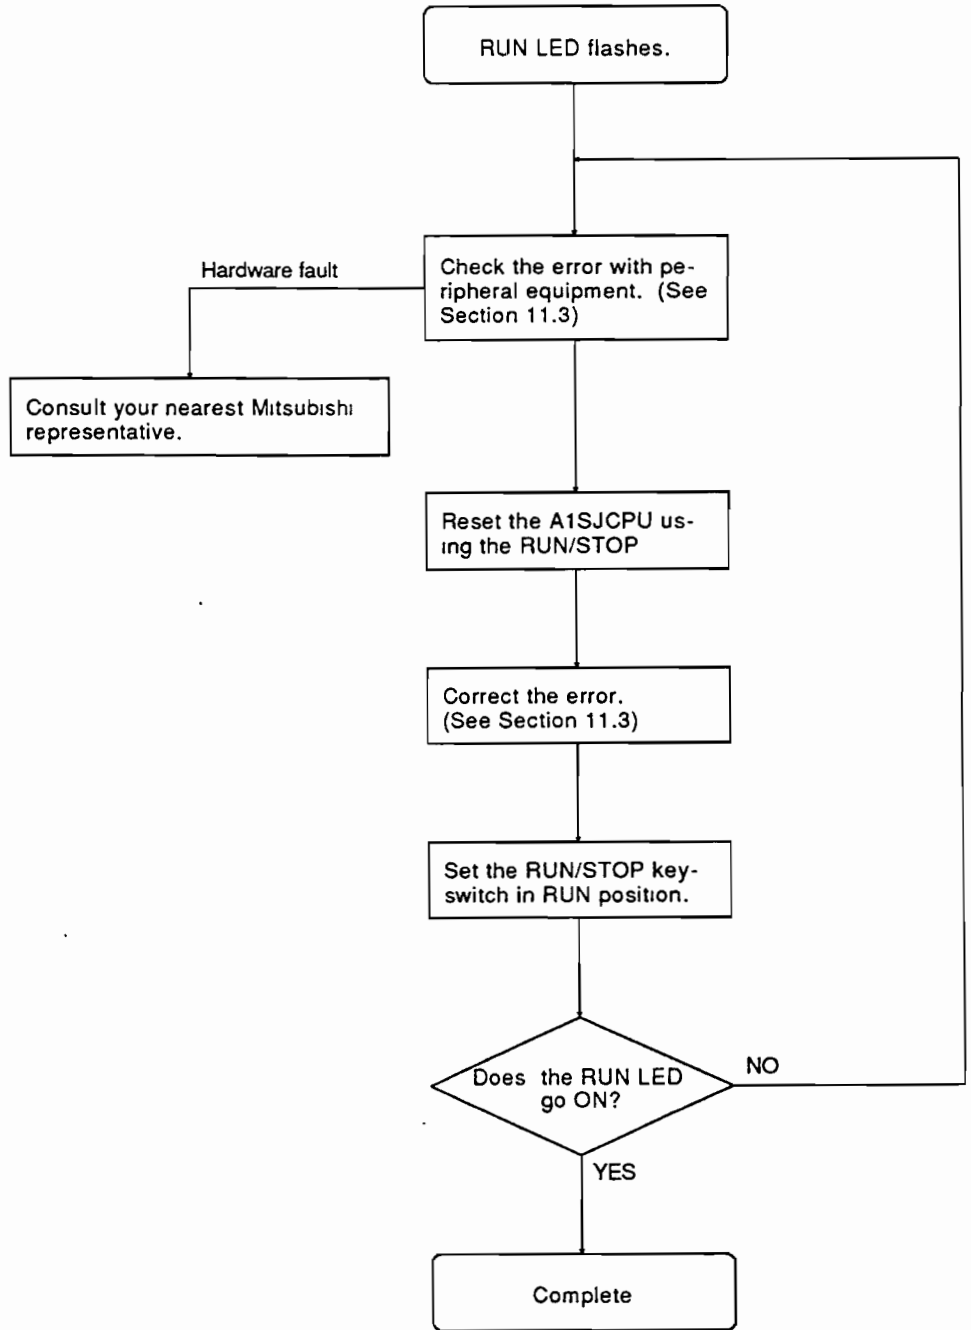 RUN LED flashes.
Hardware fault
Check the error with pe-
ripheral equipment. (See
Section 11.3)
Consult your nearest Mitsubishi
representative.
Reset the A1SJCPU us-
ing the RUN/STOP
Correct the error.
(See Section 11.3)
Set the RUN/STOP key-
switch in RUN position.
Does the RUN LED
go ON?
NO
YES
Complete